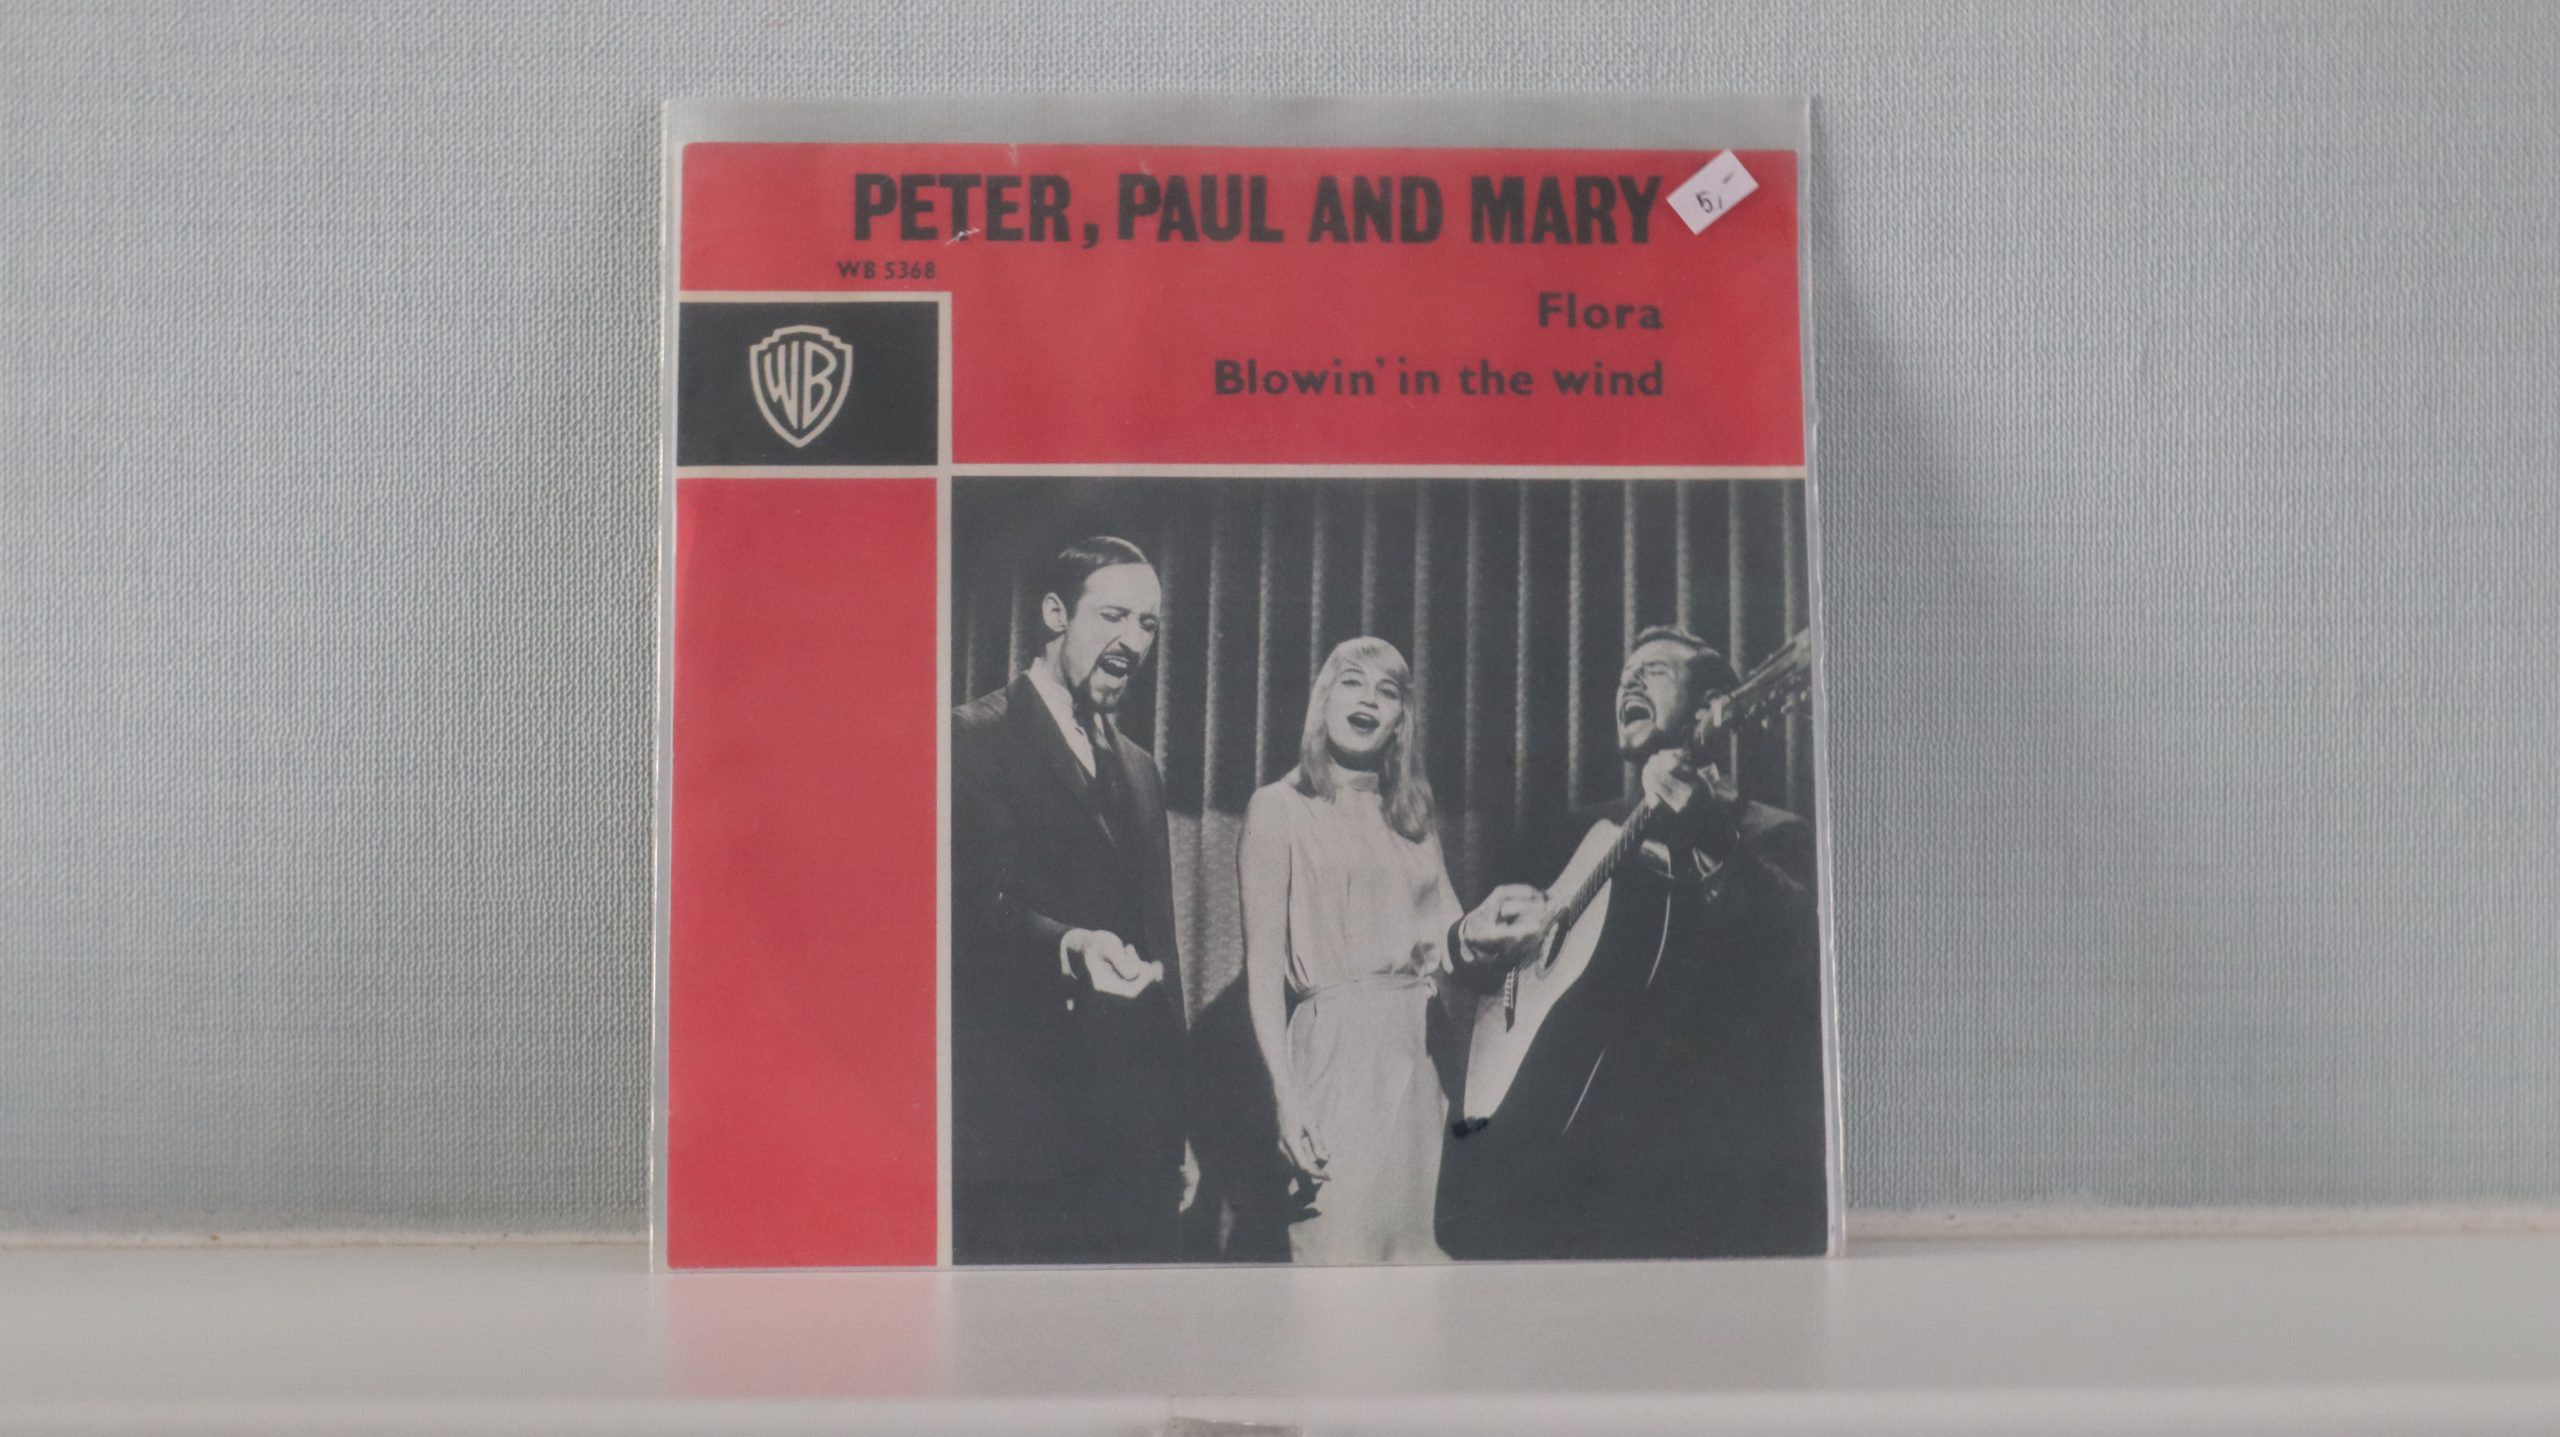 PETER, PAUL AND MARY
5,-
WB 5368
Flora
WB
Blowin' in the wind